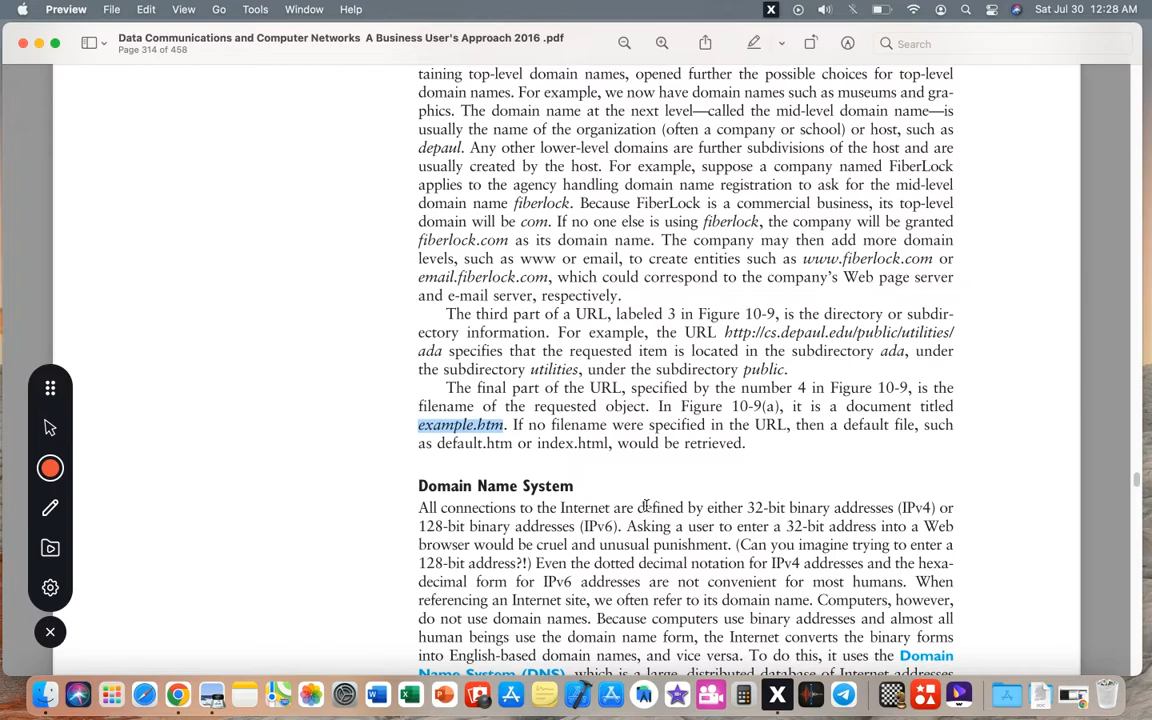 Preview File Edit View Go Tools Window Help X Sat Jul 30 12:28 AM
Data Communications and Computer Networks A Business User's Approach 2016 .pdf
Page 314 of 458
Search
taining top-level domain names, opened further the possible choices for top-level
domain names. For example, we now have domain names such as museums and gra-
phics. The domain name at the next level—called the mid-level domain name—is
usually the name of the organization (often a company or school) or host, such as
depaul. Any other lower-level domains are further subdivisions of the host and are
usually created by the host. For example, suppose a company named FiberLock
applies to the agency handling domain name registration to ask for the mid-level
domain name fiberlock. Because FiberLock is a commercial business, its top-level
domain will be com. If no one else is using fiberlock, the company will be granted
fiberlock.com as its domain name. The company may then add more domain
levels, such as www or email, to create entities such as www.fiberlock.com or
email.fiberlock.com, which could correspond to the company's Web page server
and e-mail server, respectively.
The third part of a URL, labeled 3 in Figure 10-9, is the directory or subdir-
ectory information. For example, the URL http://cs.depaul.edu/public/utilities/
ada specifies that the requested item is located in the subdirectory ada, under
the subdirectory utilities, under the subdirectory public.
The final part of the URL, specified by the number 4 in Figure 10-9, is the
filename of the requested object. In Figure 10-9(a), it is a document titled
example.htm. If no filename were specified in the URL, then a default file, such
as default.htm or index.html, would be retrieved.
Domain Name System
All connections to the Internet are defined by either 32-bit binary addresses (IPv4) or
128-bit binary addresses (IPv6). Asking a user to enter a 32-bit address into a Web
browser would be cruel and unusual punishment. (Can you imagine trying to enter a
128-bit address?!) Even the dotted decimal notation for IPv4 addresses and the hexa-
decimal form for IPv6 addresses are not convenient for most humans. When
referencing an Internet site, we often refer to its domain name. Computers, however,
do not use domain names. Because computers use binary addresses and almost all
human beings use the domain name form, the Internet converts the binary forms
into English-based domain names, and vice versa. To do this, it uses the Domain
Name System (DNS), which is a large, distributed database of Internet addresses